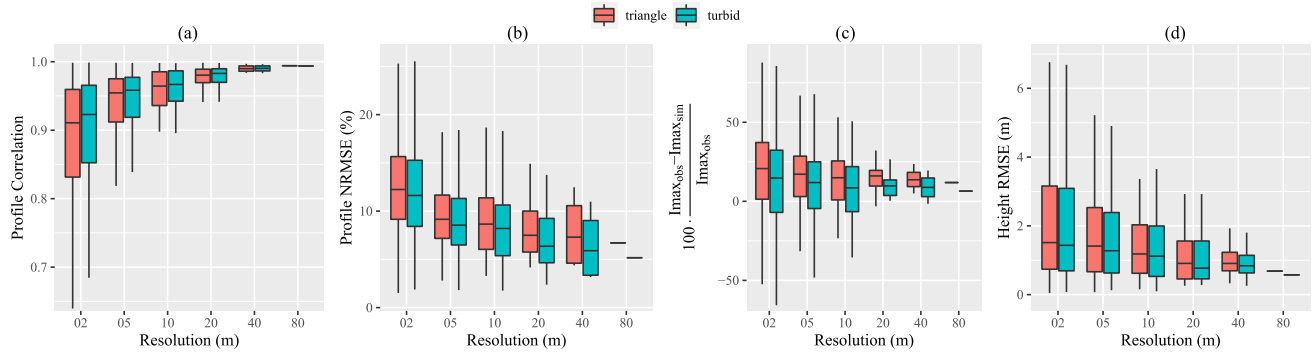 triangle turbid
(a)
Profile Correlation
1.0
0.9
0.8
0.7
02 05 10 20 40 80
Resolution (m)
(b)
Profile NRMSE (%)
20
10
0
02 05 10 20 40 80
Resolution (m)
(c)
100 · Imax_obs − Imax_sim
Imax_obs
50
0
−50
02 05 10 20 40 80
Resolution (m)
(d)
Height RMSE (m)
6
4
2
0
02 05 10 20 40 80
Resolution (m)